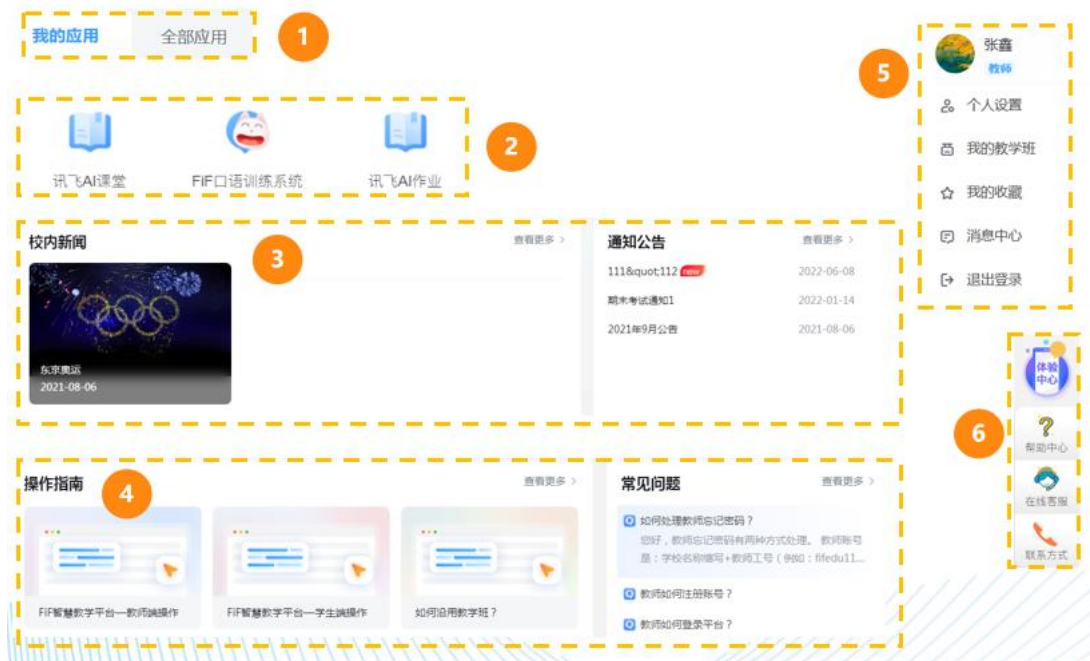 我的应用
全部应用
1
讯飞AI课堂
FIF口语训练系统
讯飞AI作业
2
校内新闻
查看更多 >
3
东京奥运
2021-08-06
通知公告
查看更多 >
111&quot;112 new
2022-06-08
期末考试通知1
2022-01-14
2021年9月公告
2021-08-06
操作指南
查看更多 >
4
FIF智慧教学平台—教师端操作
FIF智慧教学平台—学生端操作
如何沿用教学班？
常见问题
查看更多 >
如何处理教师忘记密码？
您好，教师忘记密码有两种方式处理。 教师账号
是：学校名称缩写+教师工号（例如：fifedu11...
教师如何注册账号？
教师如何登录平台？
5
张鑫
教师
个人设置
我的教学班
我的收藏
消息中心
退出登录
6
体验
中心
帮助中心
在线客服
联系方式